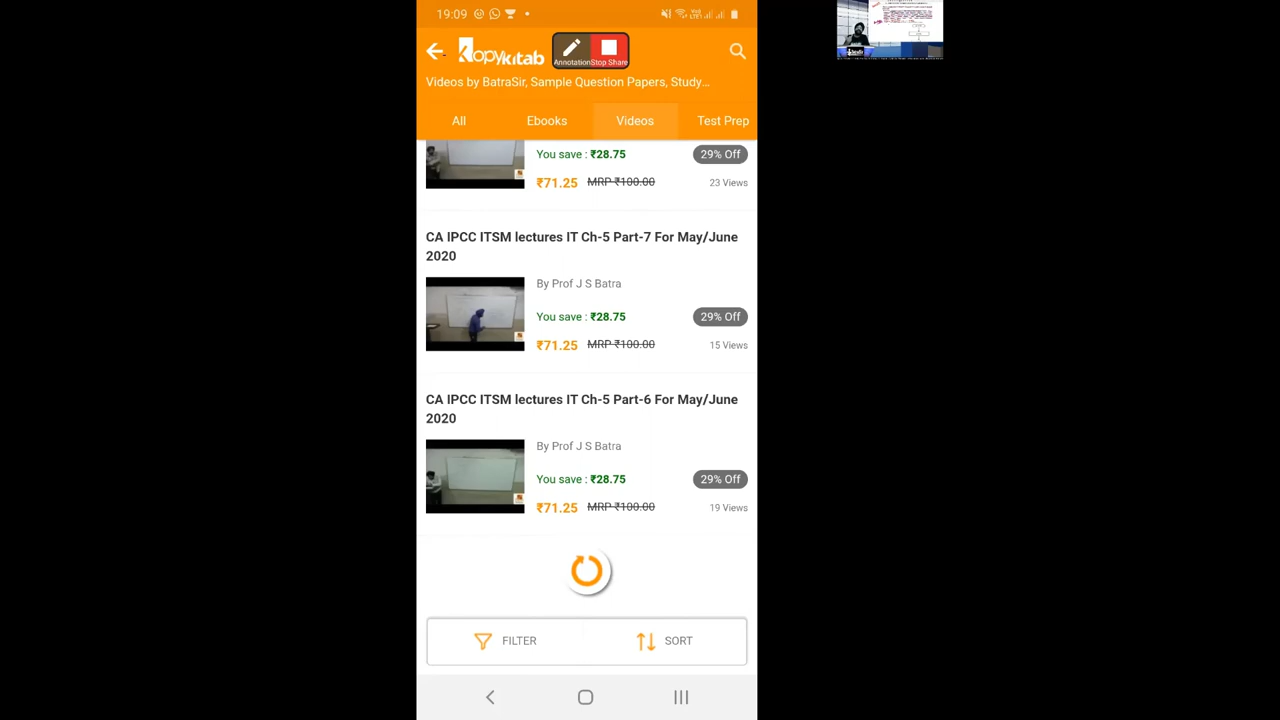 19:09
Kopykitab
Annotation Stop Share
Videos by BatraSir, Sample Question Papers, Study...
All Ebooks Videos Test Prep
You save : ₹28.75 29% Off
₹71.25 MRP ₹100.00 23 Views
CA IPCC ITSM lectures IT Ch-5 Part-7 For May/June
2020
By Prof J S Batra
You save : ₹28.75 29% Off
₹71.25 MRP ₹100.00 15 Views
CA IPCC ITSM lectures IT Ch-5 Part-6 For May/June
2020
By Prof J S Batra
You save : ₹28.75 29% Off
₹71.25 MRP ₹100.00 19 Views
FILTER SORT